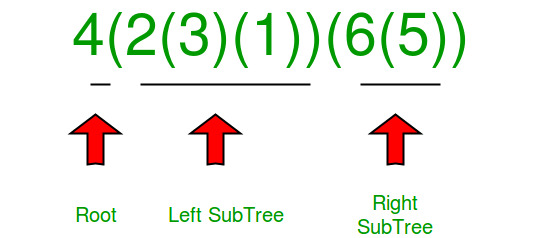 4(2(3)(1))(6(5))
Root
Left SubTree
Right
SubTree